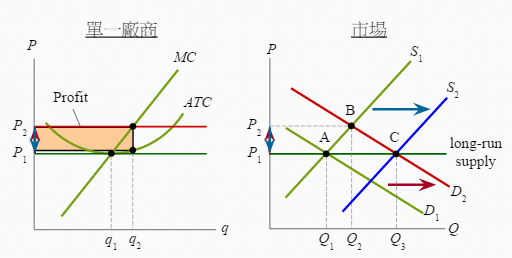 單一廠商
P
MC
ATC
Profit
P2
P1
q1
q2
q
市場
P
S1
S2
B
A
C
P2
P1
long-run
supply
D2
D1
Q1
Q2
Q3
Q